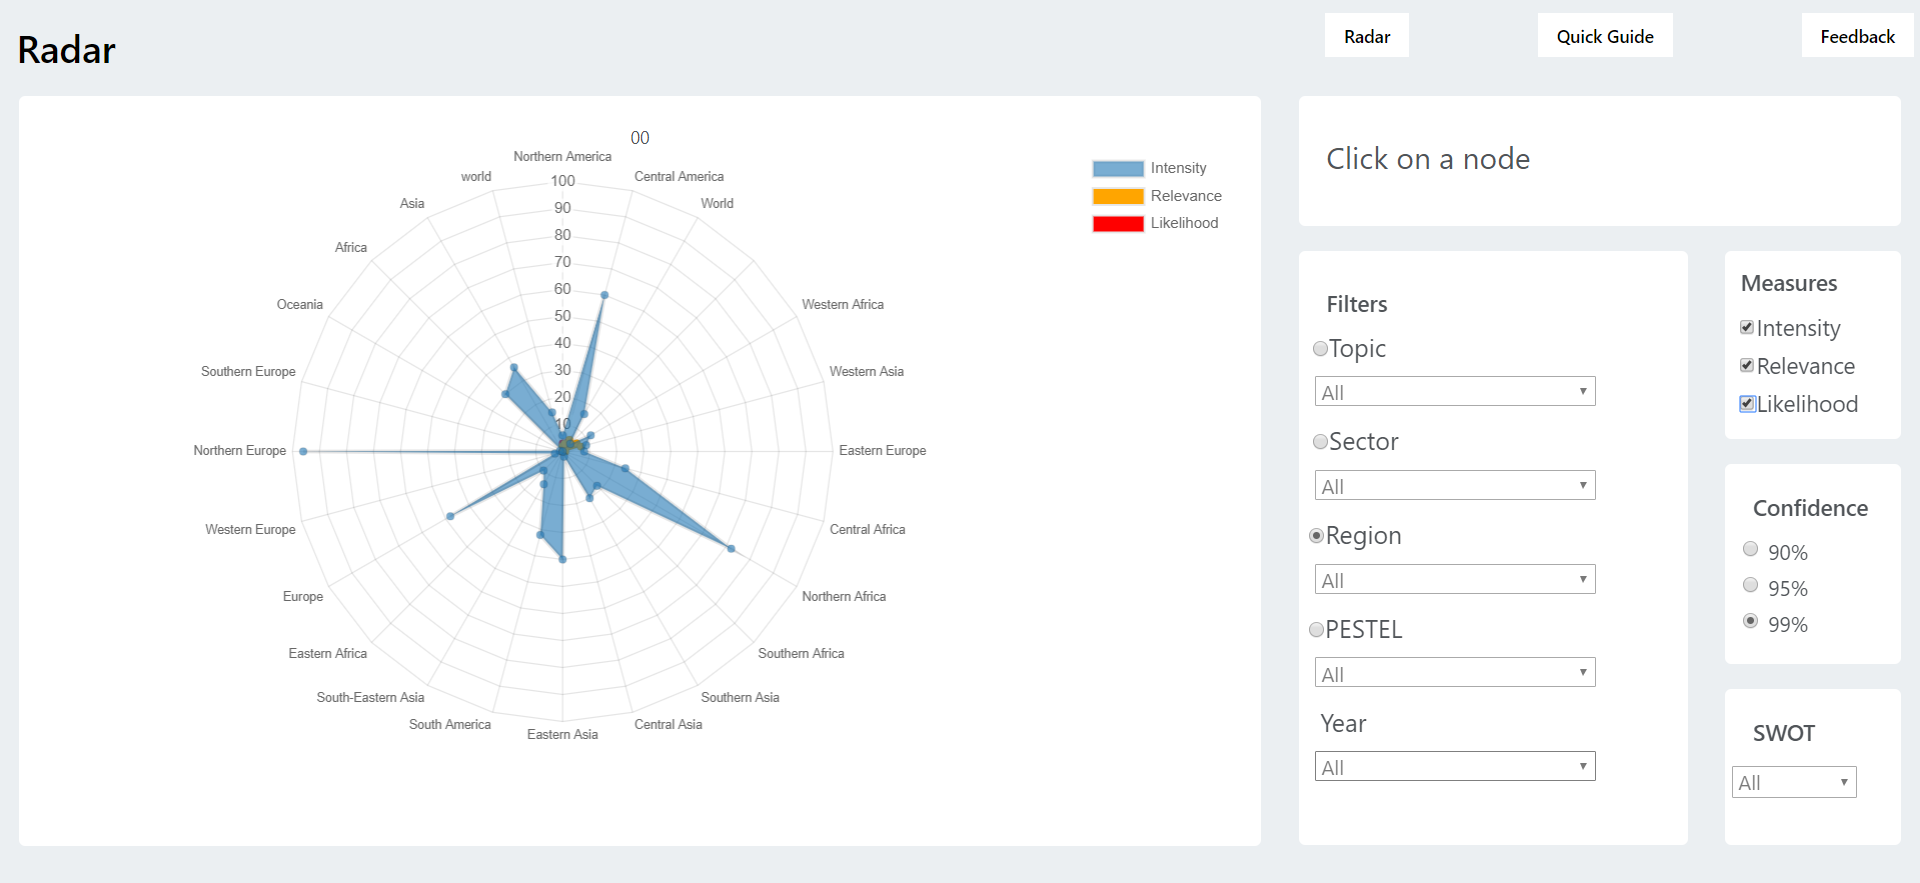 Radar
Radar
Quick Guide
Feedback
00
Northern America
Central America
World
Western Africa
Western Asia
Eastern Europe
Central Africa
Northern Africa
Southern Africa
Southern Asia
Central Asia
Eastern Asia
South America
South-Eastern Asia
Eastern Africa
Europe
Western Europe
Northern Europe
Southern Europe
Oceania
Africa
Asia
world
100
90
80
70
60
50
40
30
20
10
Intensity
Relevance
Likelihood
Click on a node
Filters
Topic
All
Sector
All
Region
All
PESTEL
All
Year
All
Measures
Intensity
Relevance
Likelihood
Confidence
90%
95%
99%
SWOT
All